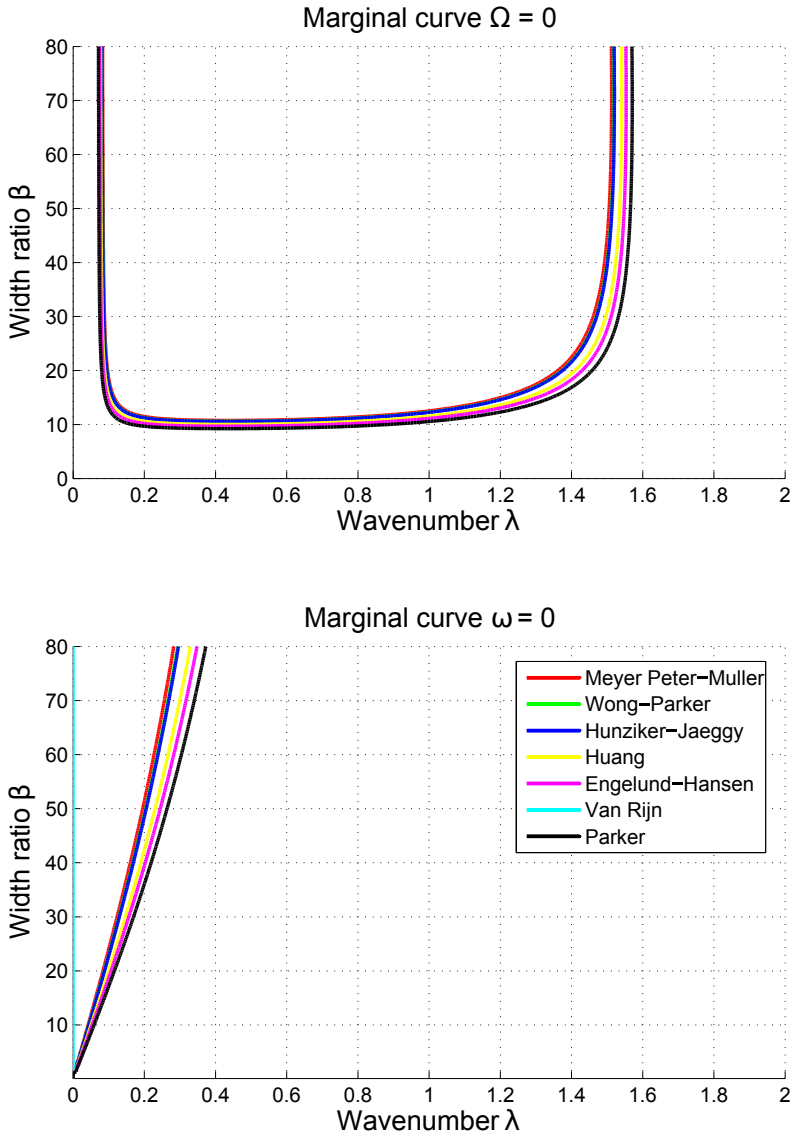 Marginal curve Ω = 0
80
70
60
50
40
30
20
10
0
Width ratio β
0 0.2 0.4 0.6 0.8 1 1.2 1.4 1.6 1.8 2
Wavenumber λ
Marginal curve ω = 0
80
70
60
50
40
30
20
10
Width ratio β
Meyer Peter−Muller
Wong−Parker
Hunziker−Jaeggy
Huang
Engelund−Hansen
Van Rijn
Parker
0 0.2 0.4 0.6 0.8 1 1.2 1.4 1.6 1.8 2
Wavenumber λ